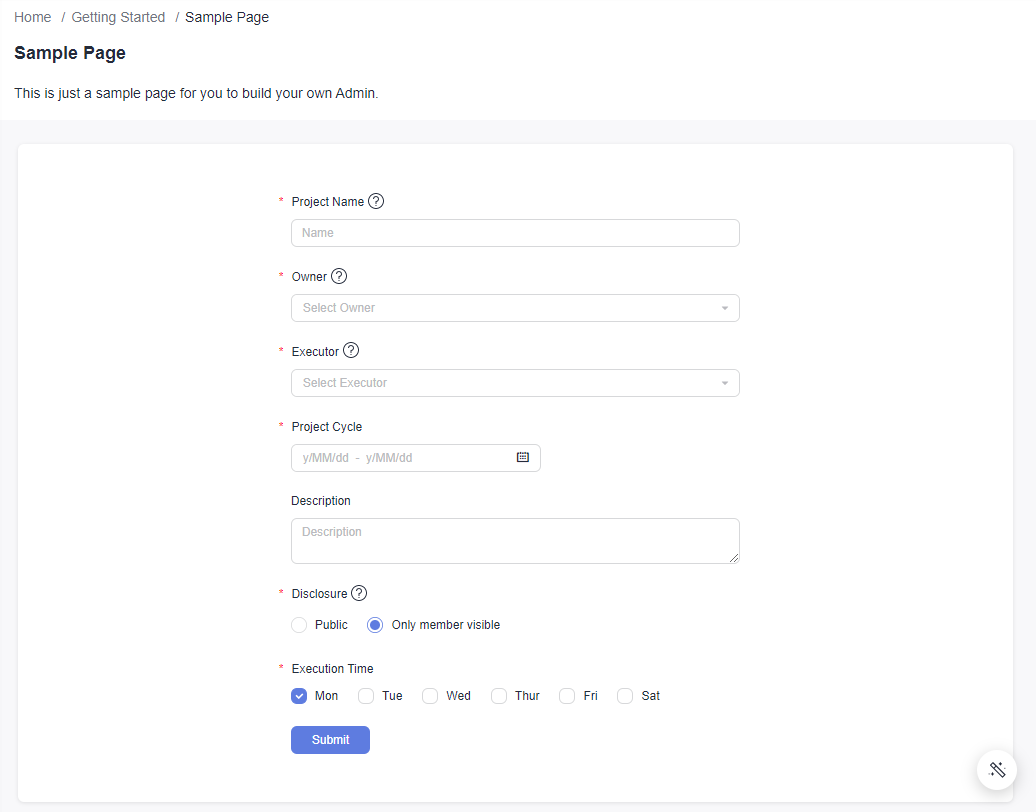 Home / Getting Started / Sample Page
Sample Page
This is just a sample page for you to build your own Admin.
* Project Name ?
Name
* Owner ?
Select Owner
* Executor ?
Select Executor
* Project Cycle
y/MM/dd - y/MM/dd
Description
Description
* Disclosure ?
Public Only member visible
* Execution Time
Mon Tue Wed Thur Fri Sat
Submit